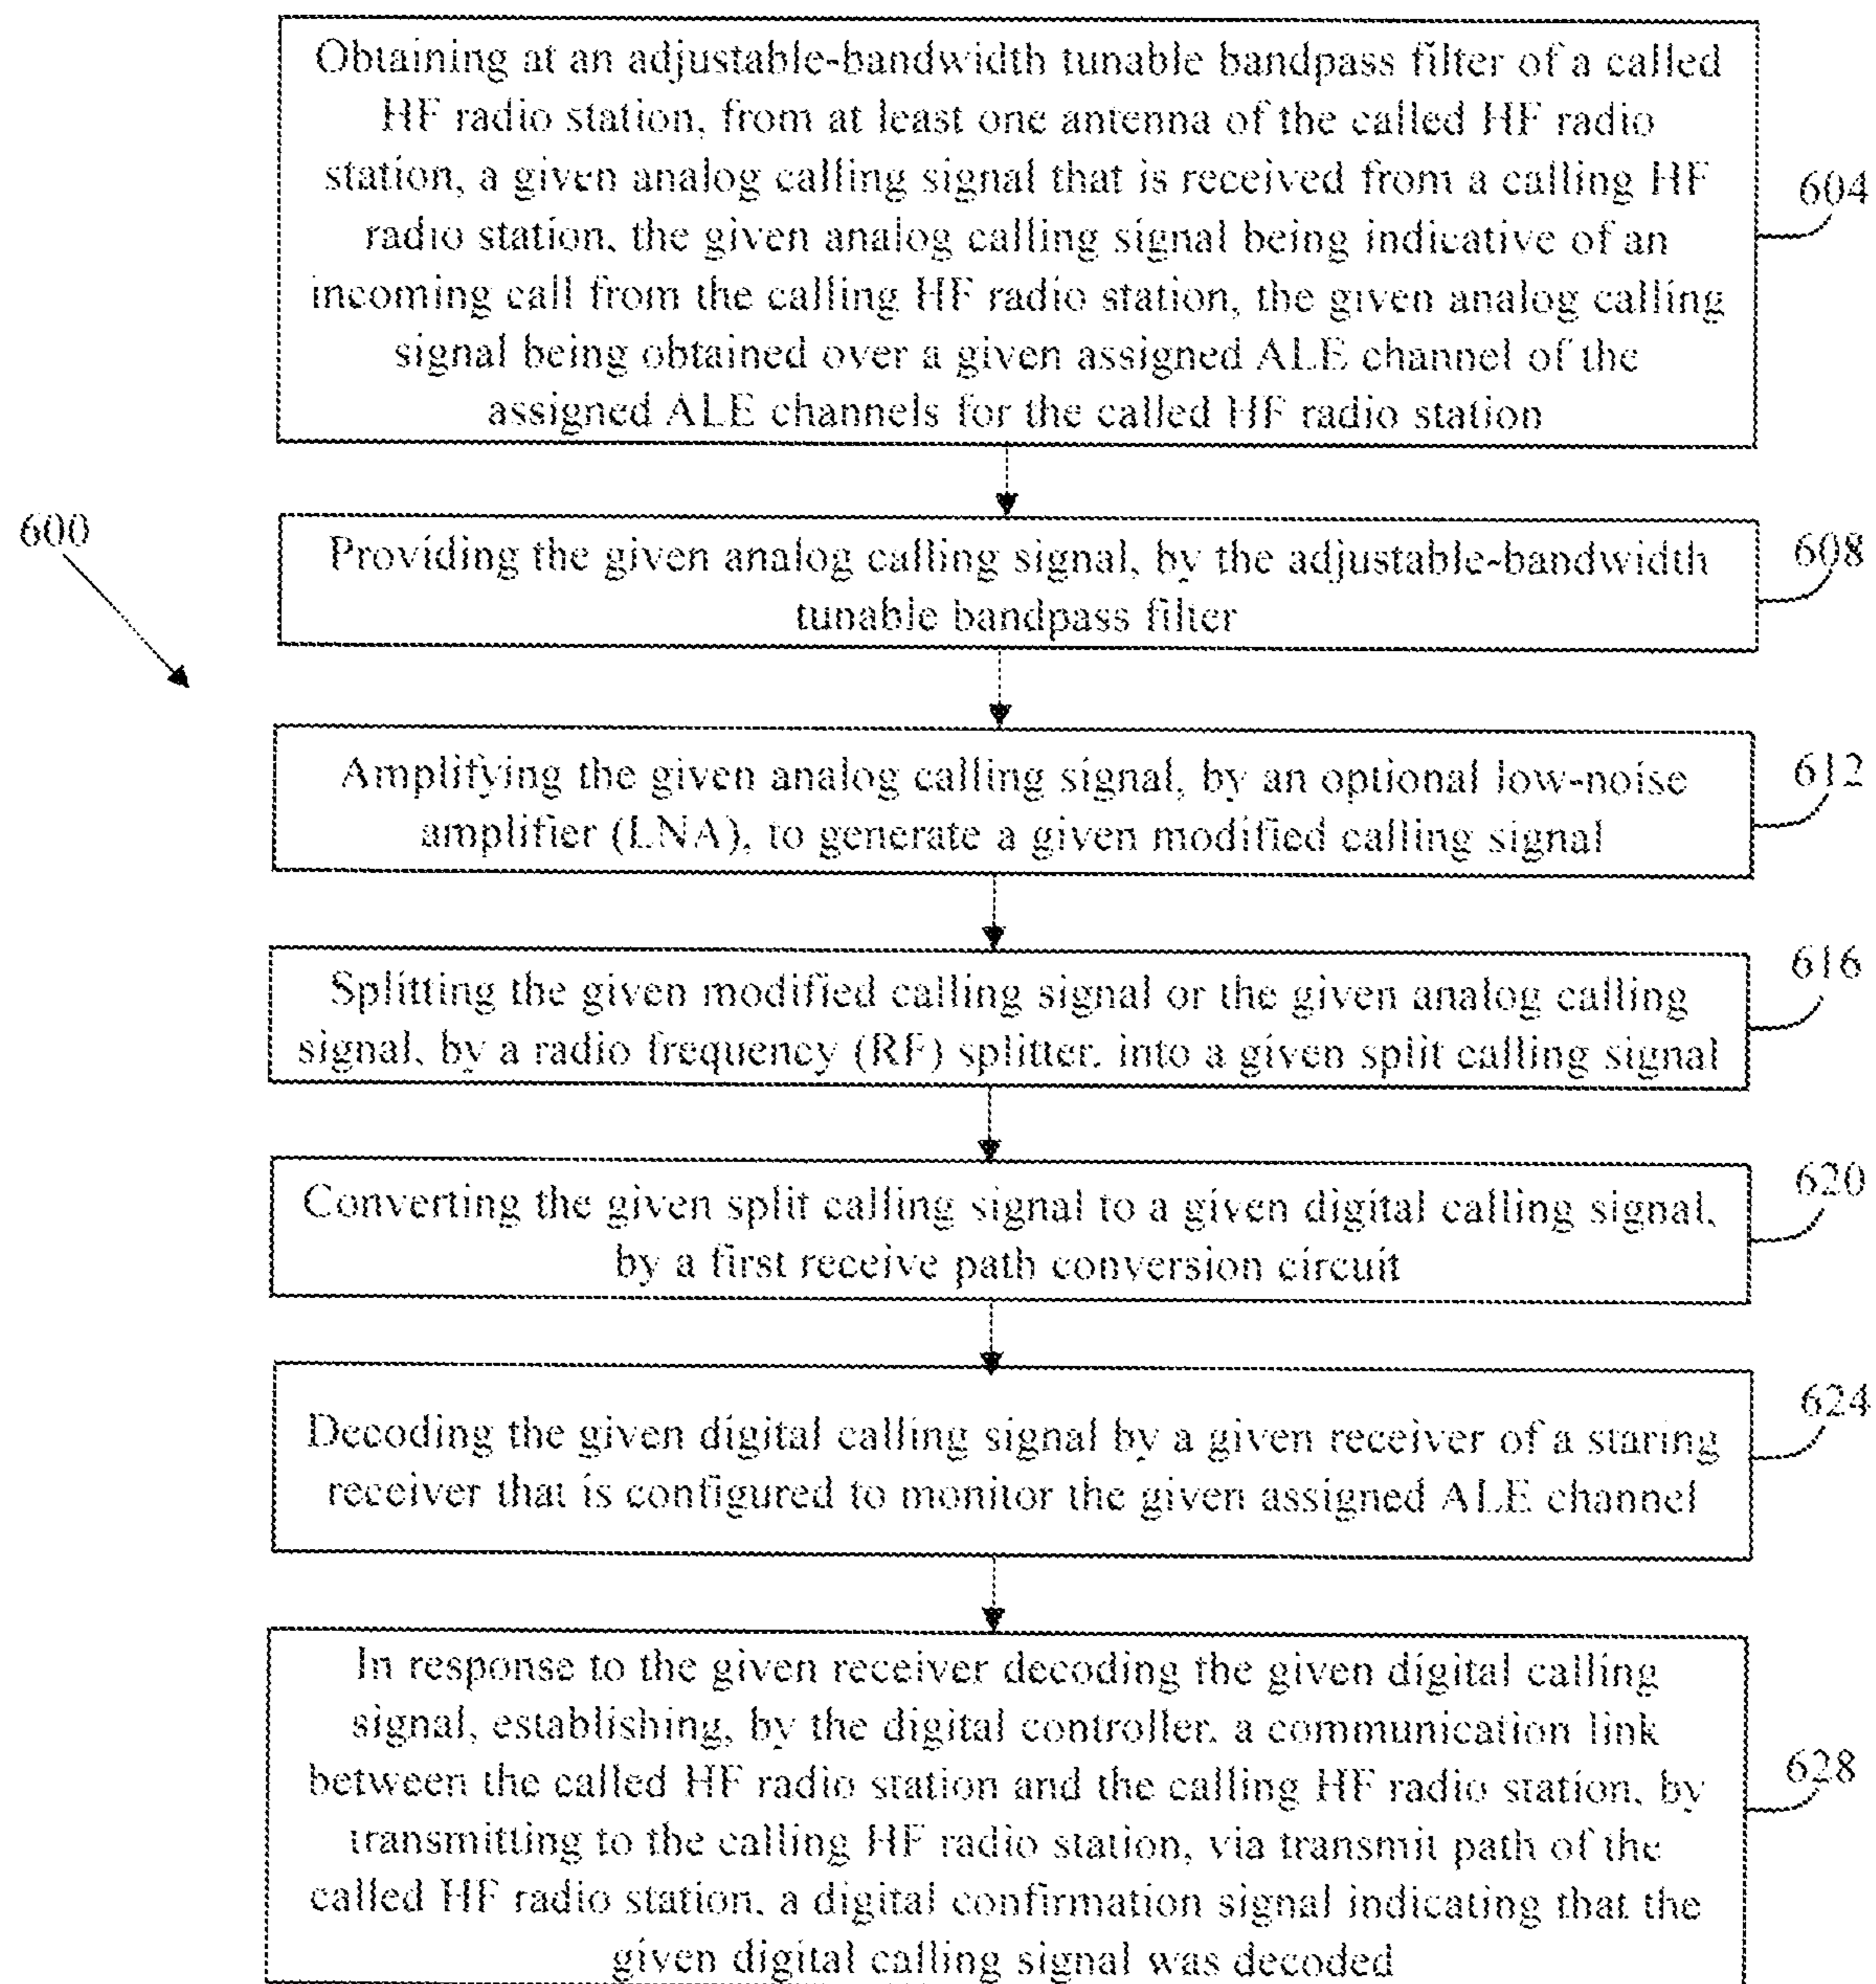 Obtaining at an adjustable-bandwidth tunable bandpass filter of a called
HF radio station, from at least one antenna of the called HF radio
station, a given analog calling signal that is received from a calling HF
radio station, the given analog calling signal being indicative of an
incoming call from the calling HF radio station, the given analog calling
signal being obtained over a given assigned ALE channel of the
assigned ALE channels for the called HF radio station
604
600
Providing the given analog calling signal, by the adjustable-bandwidth
tunable bandpass filter
608
Amplifying the given analog calling signal, by an optional low-noise
amplifier (LNA), to generate a given modified calling signal
612
Splitting the given modified calling signal or the given analog calling
signal, by a radio frequency (RF) splitter, into a given split calling signal
616
Converting the given split calling signal to a given digital calling signal,
by a first receive path conversion circuit
620
Decoding the given digital calling signal by a given receiver of a staring
receiver that is configured to monitor the given assigned ALE channel
624
In response to the given receiver decoding the given digital calling
signal, establishing, by the digital controller, a communication link
between the called HF radio station and the calling HF radio station, by
transmitting to the calling HF radio station, via transmit path of the
called HF radio station, a digital confirmation signal indicating that the
given digital calling signal was decoded
628